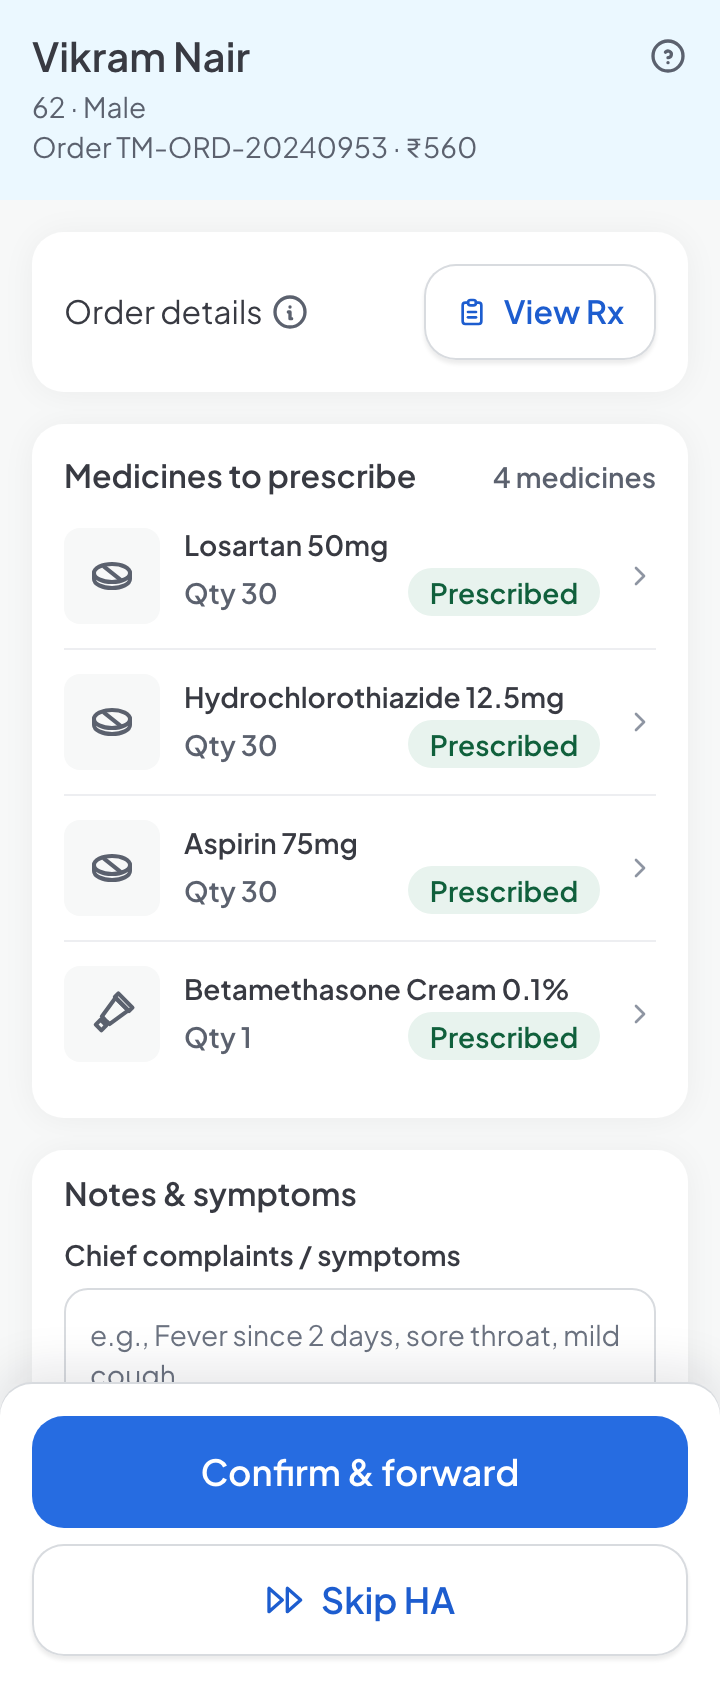 Vikram Nair
62 · Male
Order TM-ORD-20240953 · ₹560
Order details
View Rx
Medicines to prescribe
4 medicines
Losartan 50mg
Qty 30
Prescribed
Hydrochlorothiazide 12.5mg
Qty 30
Prescribed
Aspirin 75mg
Qty 30
Prescribed
Betamethasone Cream 0.1%
Qty 1
Prescribed
Notes & symptoms
Chief complaints / symptoms
e.g., Fever since 2 days, sore throat, mild
cough
Confirm & forward
Skip HA